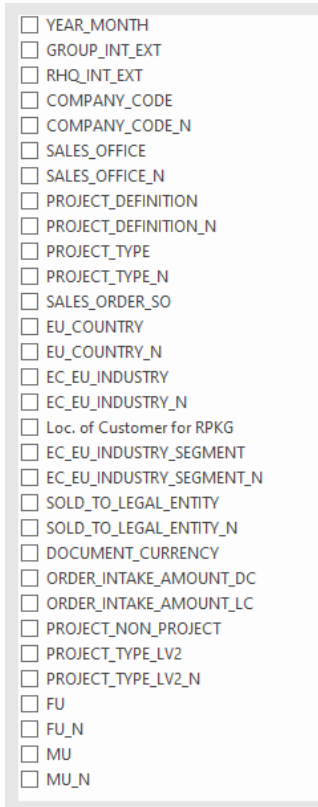 YEAR_MONTH
GROUP_INT_EXT
RHQ_INT_EXT
COMPANY_CODE
COMPANY_CODE_N
SALES_OFFICE
SALES_OFFICE_N
PROJECT_DEFINITION
PROJECT_DEFINITION_N
PROJECT_TYPE
PROJECT_TYPE_N
SALES_ORDER_SO
EU_COUNTRY
EU_COUNTRY_N
EC_EU_INDUSTRY
EC_EU_INDUSTRY_N
Loc. of Customer for RPKG
EC_EU_INDUSTRY_SEGMENT
EC_EU_INDUSTRY_SEGMENT_N
SOLD_TO_LEGAL_ENTITY
SOLD_TO_LEGAL_ENTITY_N
DOCUMENT_CURRENCY
ORDER_INTAKE_AMOUNT_DC
ORDER_INTAKE_AMOUNT_LC
PROJECT_NON_PROJECT
PROJECT_TYPE_LV2
PROJECT_TYPE_LV2_N
FU
FU_N
MU
MU_N